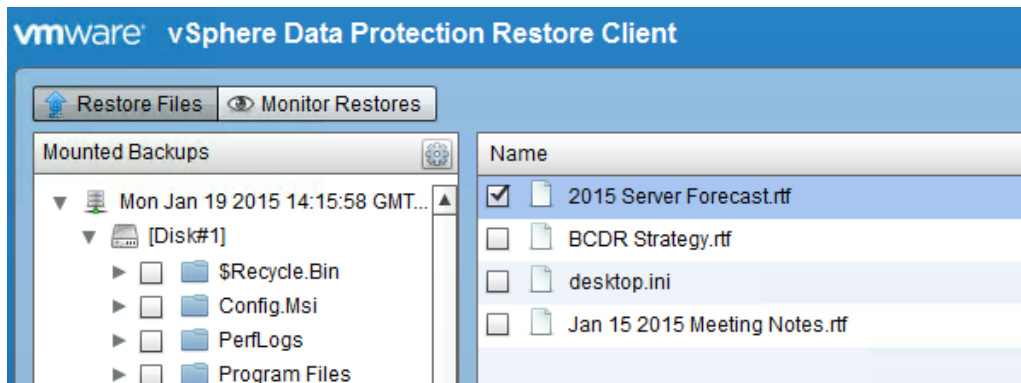 vmware vSphere Data Protection Restore Client
Restore Files Monitor Restores
Mounted Backups
Mon Jan 19 2015 14:15:58 GMT...
[Disk#1]
$Recycle.Bin
Config.Msi
PerfLogs
Program Files
Name
2015 Server Forecast.rtf
BCDR Strategy.rtf
desktop.ini
Jan 15 2015 Meeting Notes.rtf